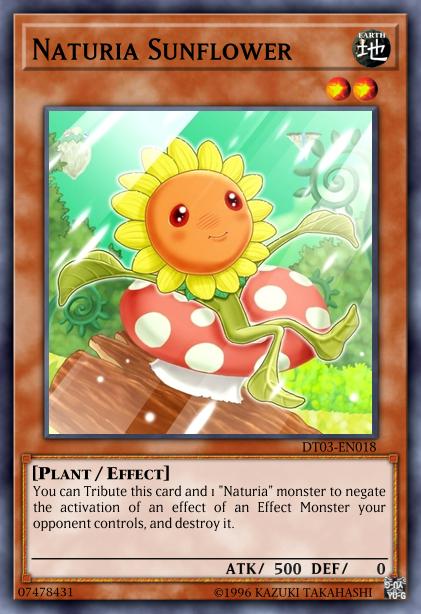 NATURIA SUNFLOWER
EARTH
地
DT03-EN018
[PLANT / EFFECT]
You can Tribute this card and 1 "Naturia" monster to negate
the activation of an effect of an Effect Monster your
opponent controls, and destroy it.
ATK/ 500 DEF/ 0
07478431
©1996 KAZUKI TAKAHASHI